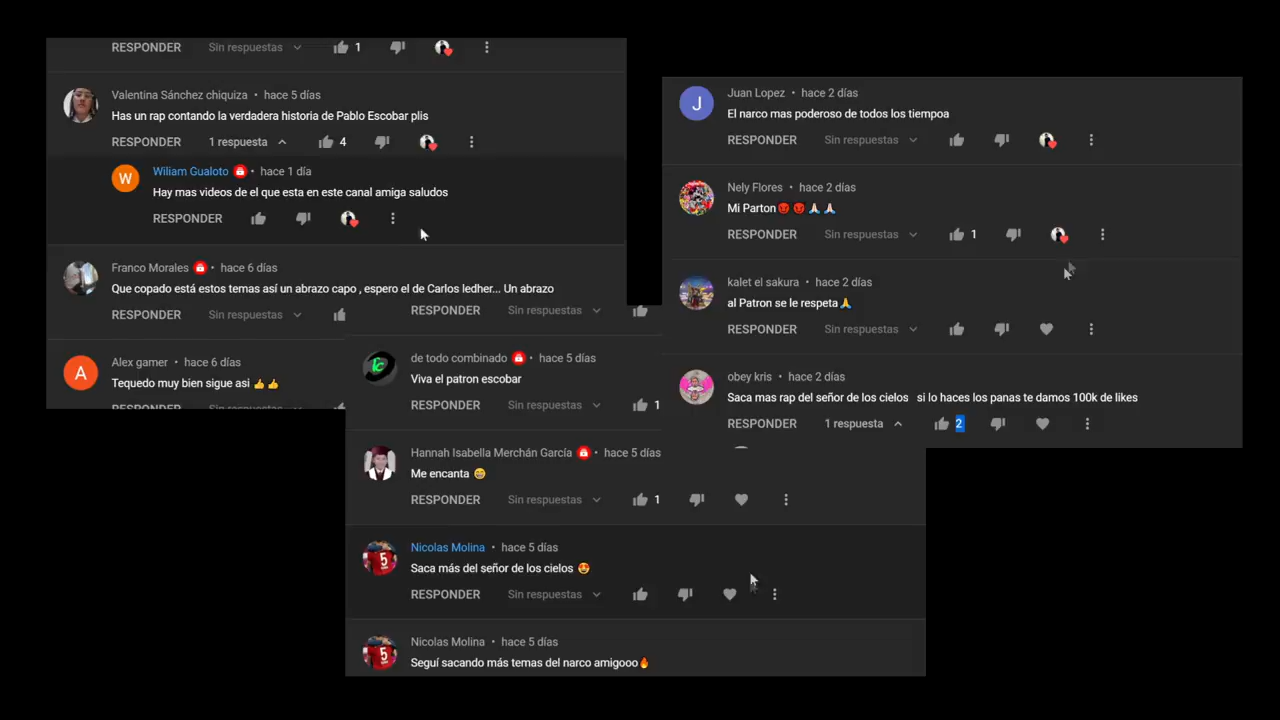 RESPONDER Sin respuestas 1
Valentina Sánchez chiquiza • hace 5 días
Has un rap contando la verdadera historia de Pablo Escobar plis
RESPONDER 1 respuesta 4
W
Wiliam Gualoto • hace 1 día
Hay mas videos de el que esta en este canal amiga saludos
RESPONDER
Franco Morales • hace 6 días
Que copado está estos temas así un abrazo capo , espero el de Carlos ledher... Un abrazo
RESPONDER Sin respuestas
A
Alex gamer • hace 6 días
Tequedo muy bien sigue asi 👍👍
RESPONDER Sin respuestas
RESPONDER Sin respuestas
de todo combinado • hace 5 días
Viva el patron escobar
RESPONDER Sin respuestas 1
Hannah Isabella Merchán García • hace 5 días
Me encanta 😁
RESPONDER Sin respuestas 1
5
Nicolas Molina • hace 5 días
Saca más del señor de los cielos 😍
RESPONDER Sin respuestas
5
Nicolas Molina • hace 5 días
Seguí sacando más temas del narco amigooo🔥
J
Juan Lopez • hace 2 días
El narco mas poderoso de todos los tiempoa
RESPONDER Sin respuestas
Nely Flores • hace 2 días
Mi Parton😡😡🙏🏻🙏🏻
RESPONDER Sin respuestas 1
kalet el sakura • hace 2 días
al Patron se le respeta🙏
RESPONDER Sin respuestas
obey kris • hace 2 días
Saca mas rap del señor de los cielos si lo haces los panas te damos 100k de likes
RESPONDER 1 respuesta 2